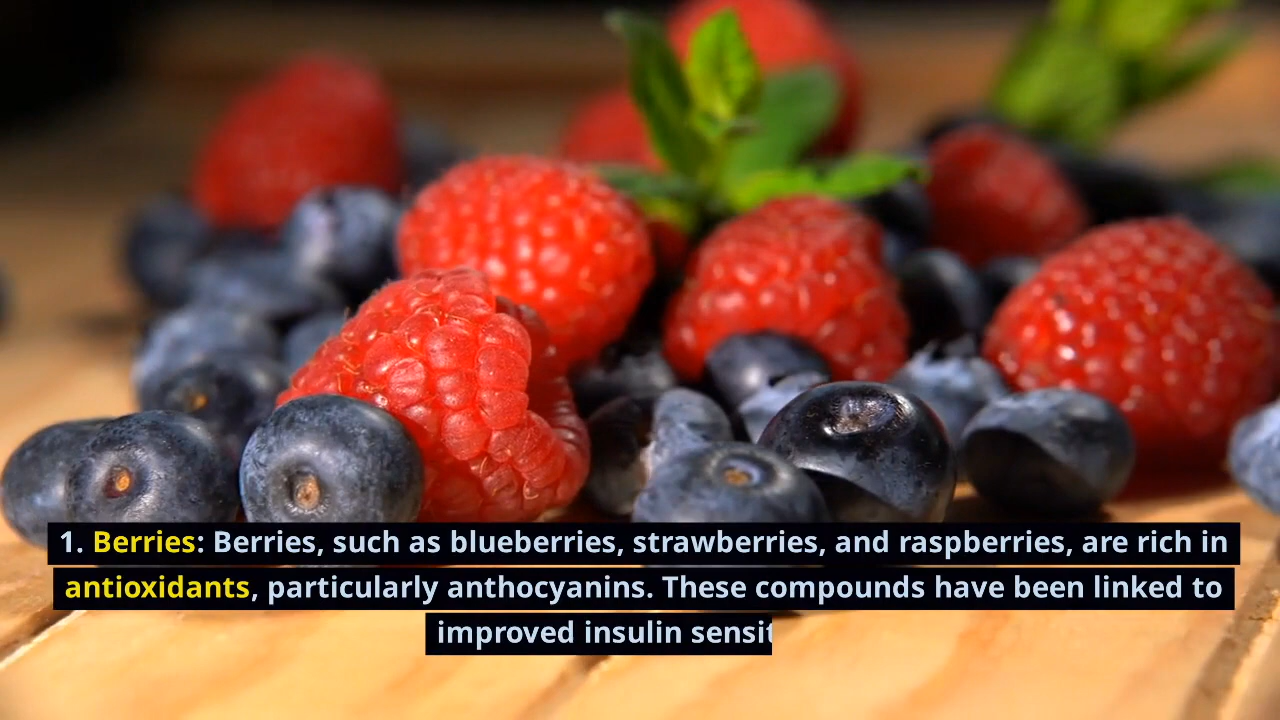 1. Berries: Berries, such as blueberries, strawberries, and raspberries, are rich in
antioxidants, particularly anthocyanins. These compounds have been linked to
improved insulin sensit